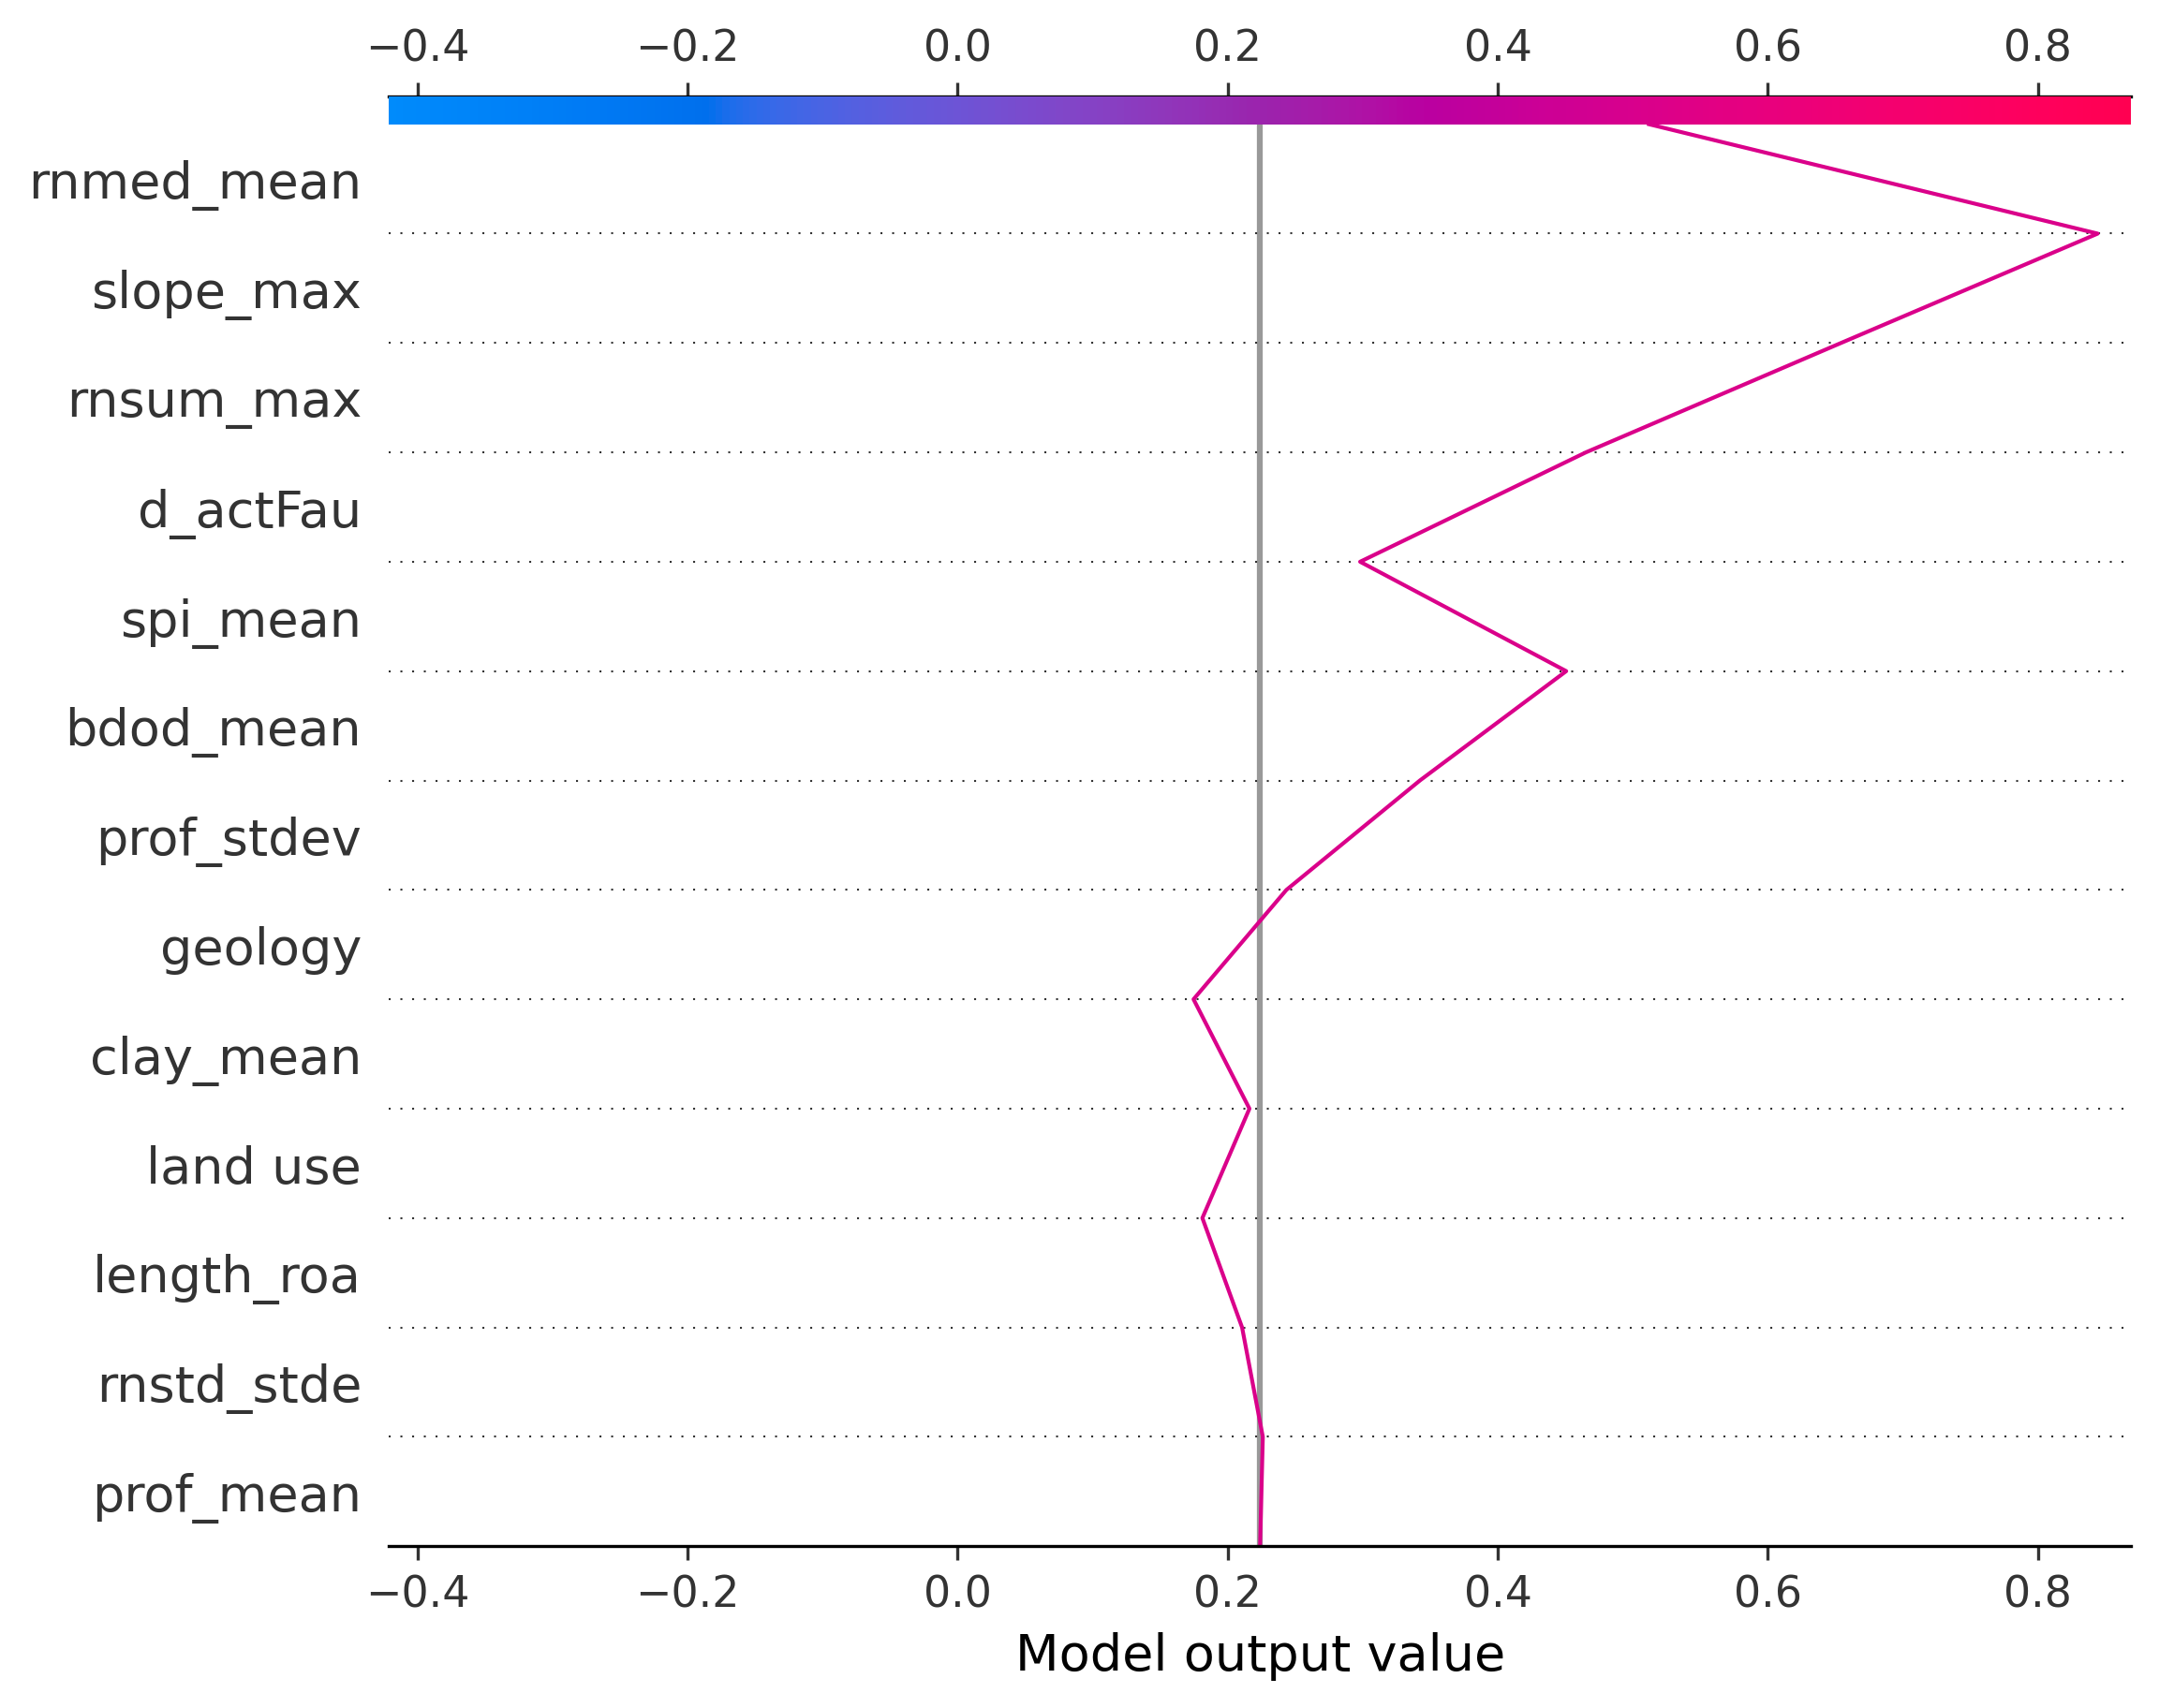 −0.4 −0.2 0.0 0.2 0.4 0.6 0.8
rnmed_mean
slope_max
rnsum_max
d_actFau
spi_mean
bdod_mean
prof_stdev
geology
clay_mean
land use
length_roa
rnstd_stde
prof_mean
−0.4 −0.2 0.0 0.2 0.4 0.6 0.8
Model output value